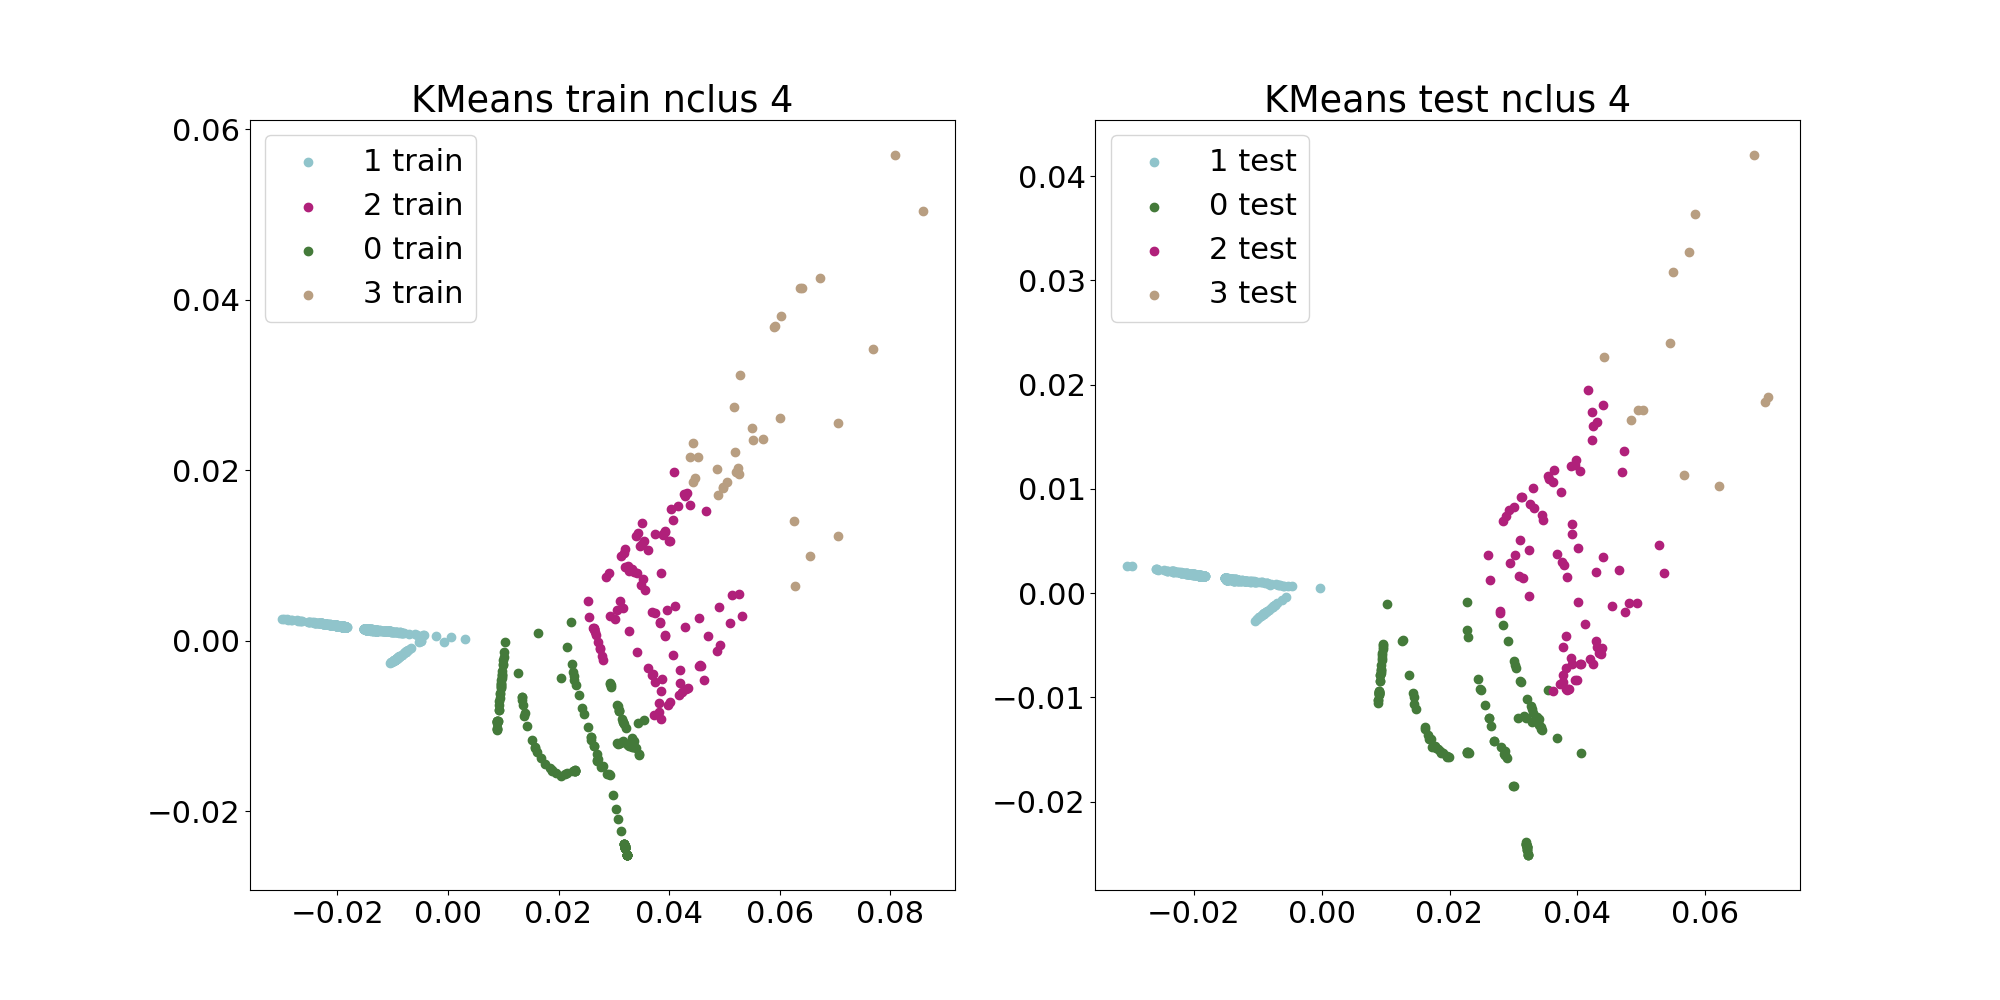 KMeans train nclus 4
1 train
2 train
0 train
3 train
0.06
0.04
0.02
0.00
−0.02
−0.02 0.00 0.02 0.04 0.06 0.08
KMeans test nclus 4
1 test
0 test
2 test
3 test
0.04
0.03
0.02
0.01
0.00
−0.01
−0.02
−0.02 0.00 0.02 0.04 0.06